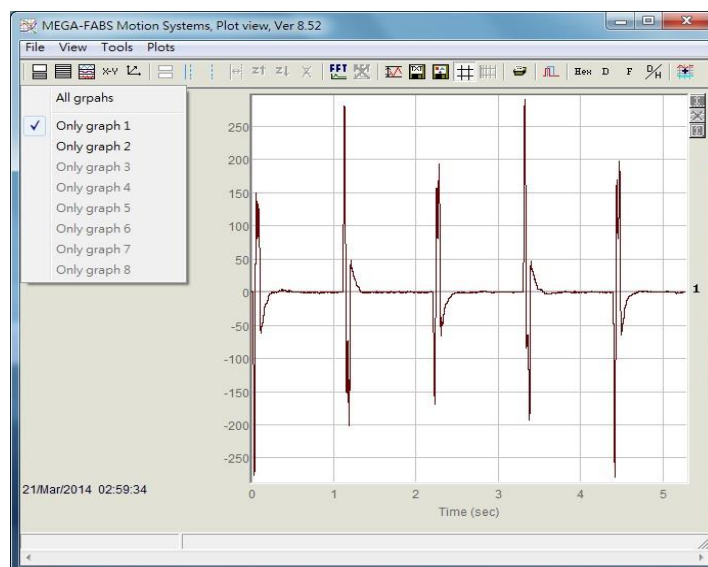 MEGA-FABS Motion Systems, Plot view, Ver 8.52
File View Tools Plots
X-Y FFT TXT Hex D F D/H
All grpahs
Only graph 1
Only graph 2
Only graph 3
Only graph 4
Only graph 5
Only graph 6
Only graph 7
Only graph 8
250
200
150
100
50
0
-50
-100
-150
-200
-250
1
0 1 2 3 4 5
Time (sec)
21/Mar/2014 02:59:34